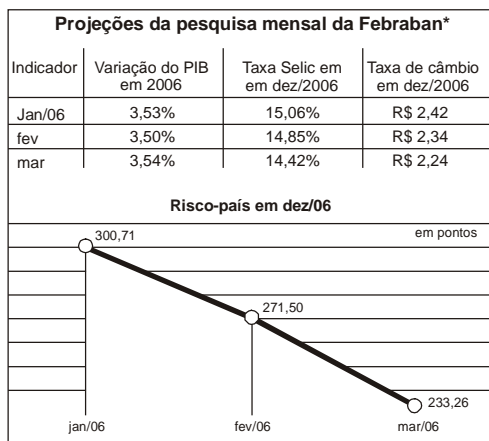 Projeções da pesquisa mensal da Febraban*
Indicador Variação do PIB em 2006 Taxa Selic em em dez/2006 Taxa de câmbio em dez/2006
Jan/06 3,53% 15,06% R$ 2,42
fev 3,50% 14,85% R$ 2,34
mar 3,54% 14,42% R$ 2,24
Risco-país em dez/06
em pontos
300,71
271,50
233,26
jan/06 fev/06 mar/06